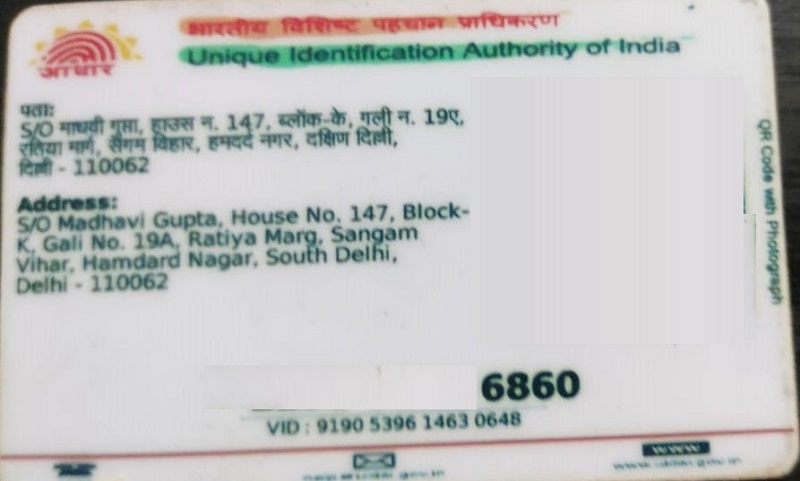 भारतीय विशिष्ट पहचान प्राधिकरण
Unique Identification Authority of India
आधार
पता:
S/O माधवी गुप्ता, हाउस न. 147, ब्लॉक-के, गली न. 19ए,
रतिया मार्ग, संगम विहार, हमदर्द नगर, दक्षिण दिल्ली,
दिल्ली - 110062
Address:
S/O Madhavi Gupta, House No. 147, Block-
K, Gali No. 19A, Ratiya Marg, Sangam
Vihar, Hamdard Nagar, South Delhi,
Delhi - 110062
QR Code with Photograph
6860
VID : 9190 5396 1463 0648
www